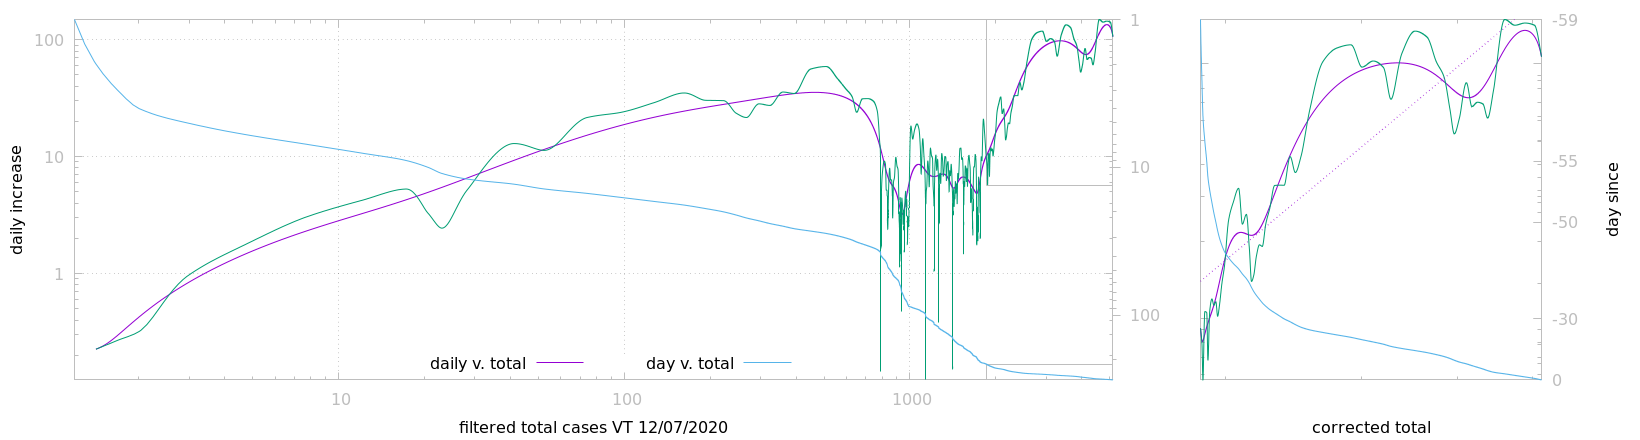 100
10
1
daily increase
daily v. total
day v. total
10
100
1000
filtered total cases VT 12/07/2020
1
10
100
-59
-55
-50
-30
0
day since
corrected total